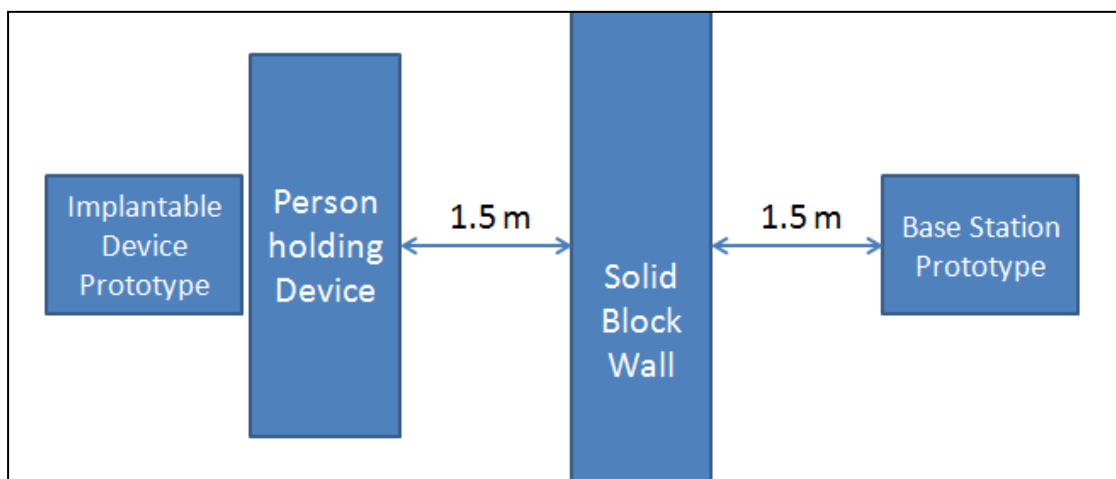 Implantable
Device
Prototype
Person
holding
Device
1.5 m
Solid
Block
Wall
1.5 m
Base Station
Prototype